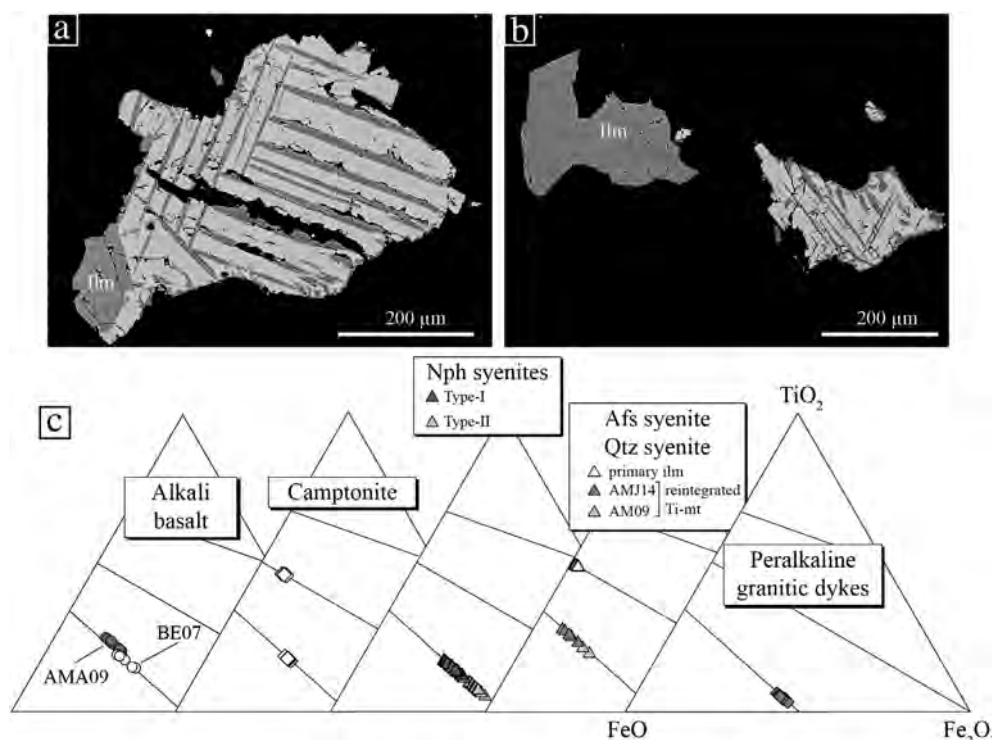 a
Ilm
200 µm
b
Ilm
200 µm
c
Alkali
basalt
AMA09
BE07
Camptonite
Nph syenites
Type-I
Type-II
Afs syenite
Qtz syenite
primary ilm
AMJ14 reintegrated
AM09 Ti-mt
TiO2
Peralkaline
granitic dykes
FeO
Fe2O